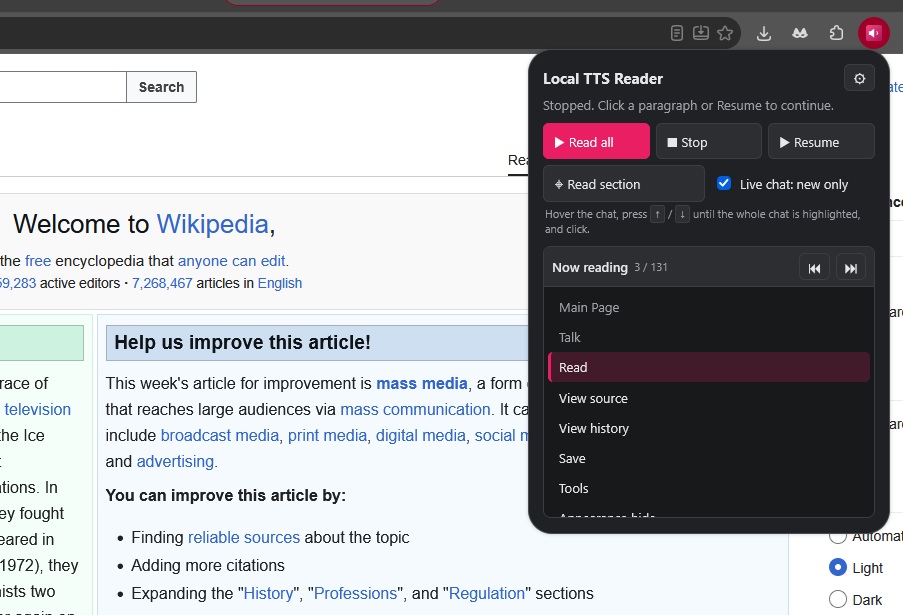 Search
Local TTS Reader
Stopped. Click a paragraph or Resume to continue.
Read all
Stop
Resume
Read section
Live chat: new only
Hover the chat, press ↑ / ↓ until the whole chat is highlighted,
and click.
Now reading 3 / 131
Main Page
Talk
Read
View source
View history
Save
Tools
Welcome to Wikipedia,
the free encyclopedia that anyone can edit.
59,283 active editors · 7,268,467 articles in English
race of
television
the Ice
tions. In
ey fought
eared in
1972), they
ists two
Help us improve this article!
This week's article for improvement is mass media, a form
that reaches large audiences via mass communication. It ca
include broadcast media, print media, digital media, social m
and advertising.
You can improve this article by:
• Finding reliable sources about the topic
• Adding more citations
• Expanding the "History", "Professions", and "Regulation" sections
Automat
Light
Dark